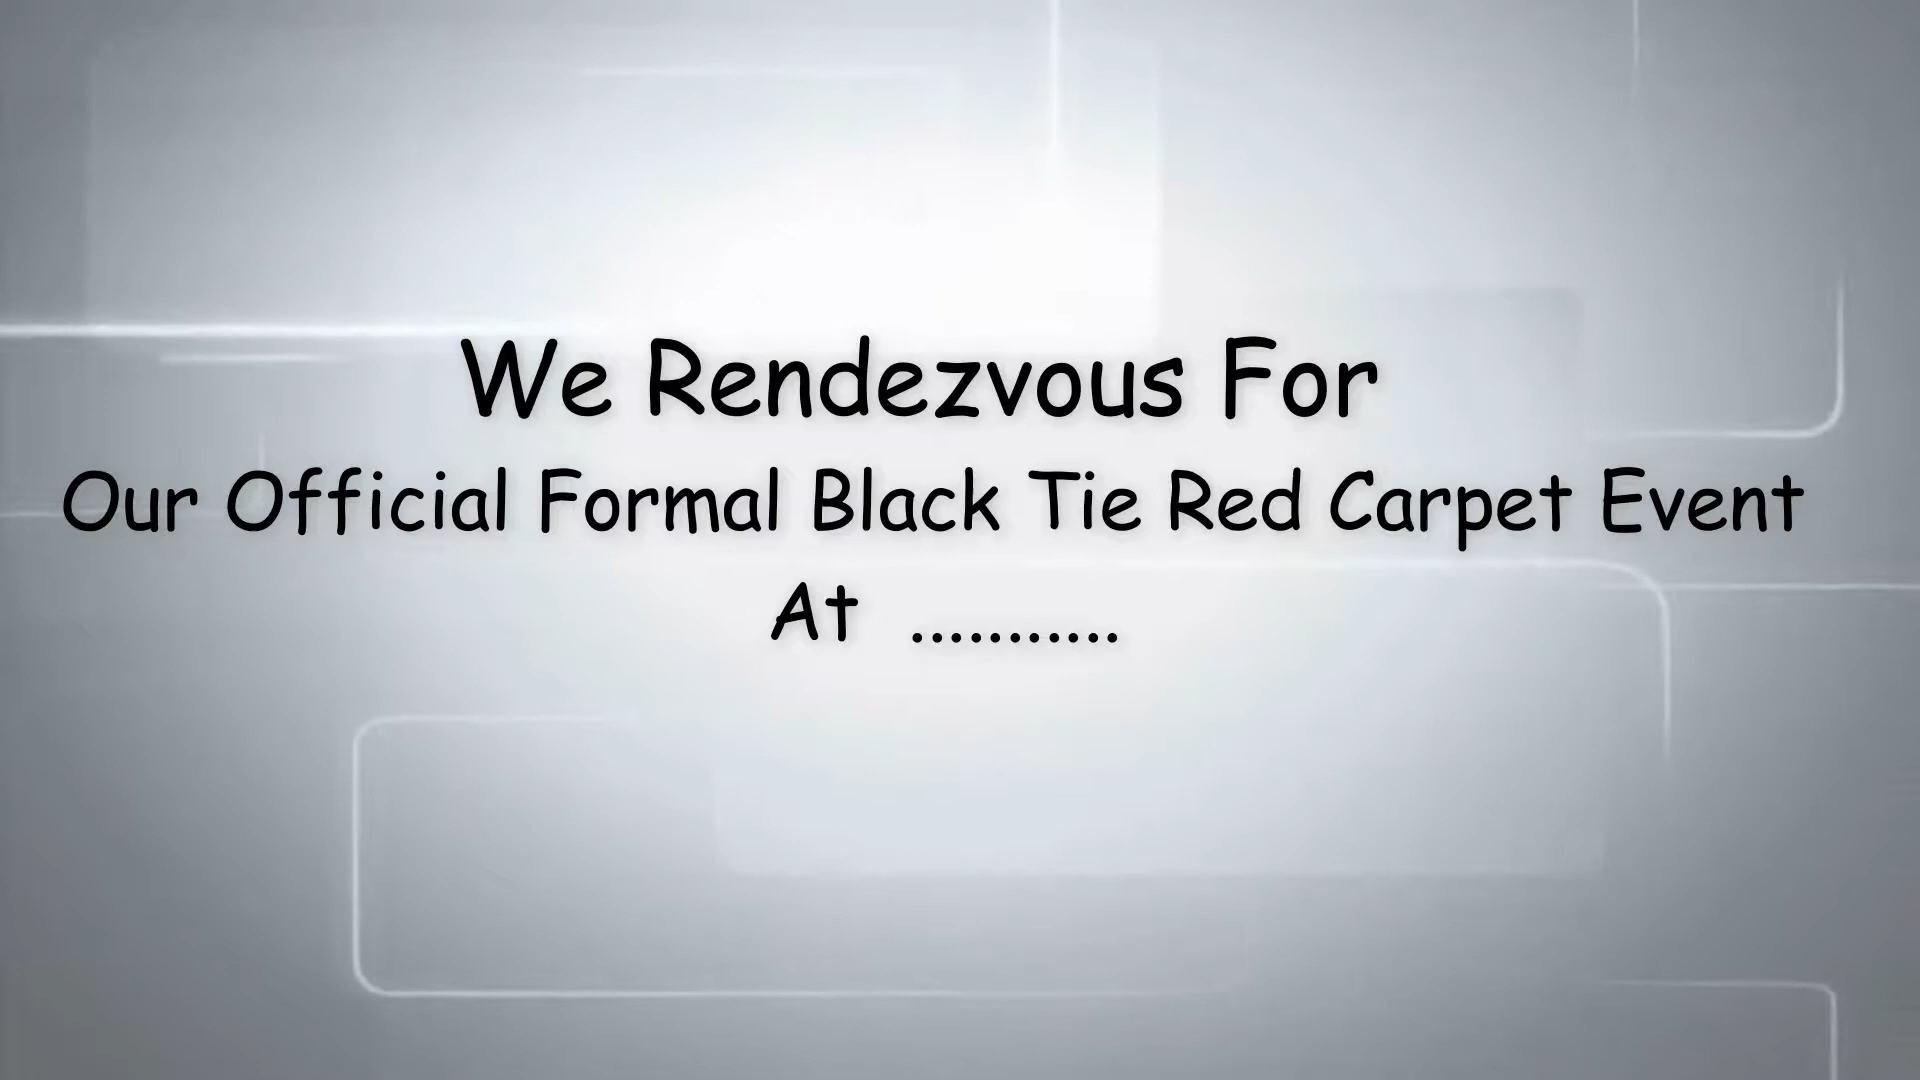 We Rendezvous For
Our Official Formal Black Tie Red Carpet Event
At ...........